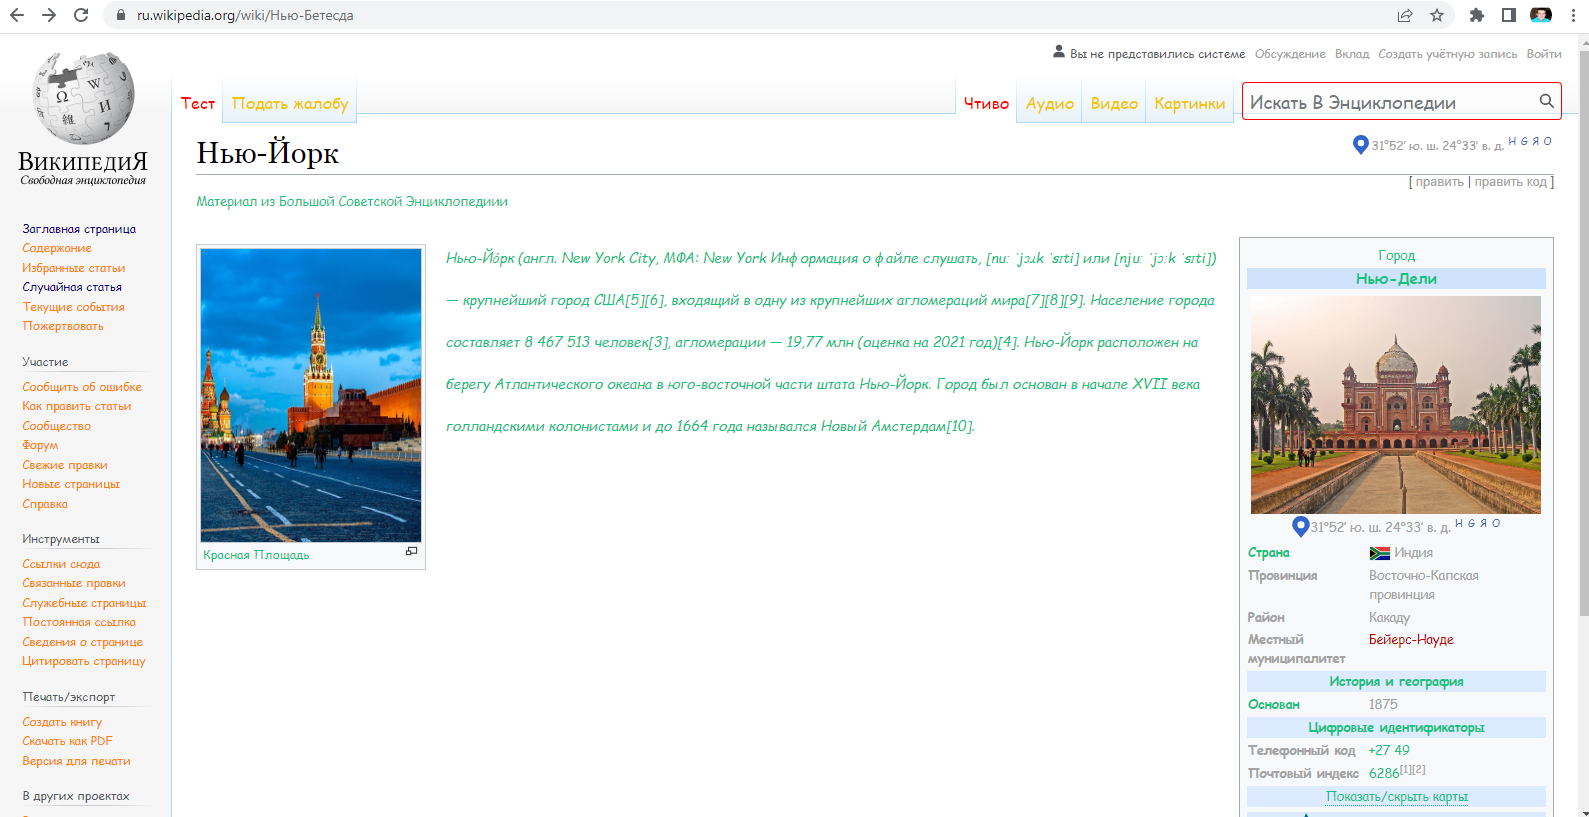 ru.wikipedia.org/wiki/Нью-Бетесда
Вы не представились системе Обсуждение Вклад Создать учётную запись Войти
Тест Подать жалобу Чтиво Аудио Видео Картинки Искать В Энциклопедии
ВикипедиЯ
Свободная энциклопедия
Заглавная страница
Содержание
Избранные статьи
Случайная статья
Текущие события
Пожертвовать
Участие
Сообщить об ошибке
Как править статьи
Сообщество
Форум
Свежие правки
Новые страницы
Справка
Инструменты
Ссылки сюда
Связанные правки
Служебные страницы
Постоянная ссылка
Сведения о странице
Цитировать страницу
Печать/экспорт
Создать книгу
Скачать как PDF
Версия для печати
В других проектах
Нью-Йорк
31°52′ ю. ш. 24°33′ в. д. H G Я O
[ править | править код ]
Материал из Большой Советской Энциклопедиии
Красная Площадь
Нью-Йо́рк (англ. New York City, МФА: New York Информация о файле слушать, [nuː ˈjɔɹk ˈsɪti] или [njuː ˈjɔːk ˈsɪti])
— крупнейший город США[5][6], входящий в одну из крупнейших агломераций мира[7][8][9]. Население города
составляет 8 467 513 человек[3], агломерации — 19,77 млн (оценка на 2021 год)[4]. Нью-Йорк расположен на
берегу Атлантического океана в юго-восточной части штата Нью-Йорк. Город был основан в начале XVII века
голландскими колонистами и до 1664 года назывался Новый Амстердам[10].
Город
Нью-Дели
31°52′ ю. ш. 24°33′ в. д. H G Я O
Страна Индия
Провинция Восточно-Капская
провинция
Район Какаду
Местный Бейерс-Науде
муниципалитет
История и география
Основан 1875
Цифровые идентификаторы
Телефонный код +27 49
Почтовый индекс 6286[1][2]
Показать/скрыть карты